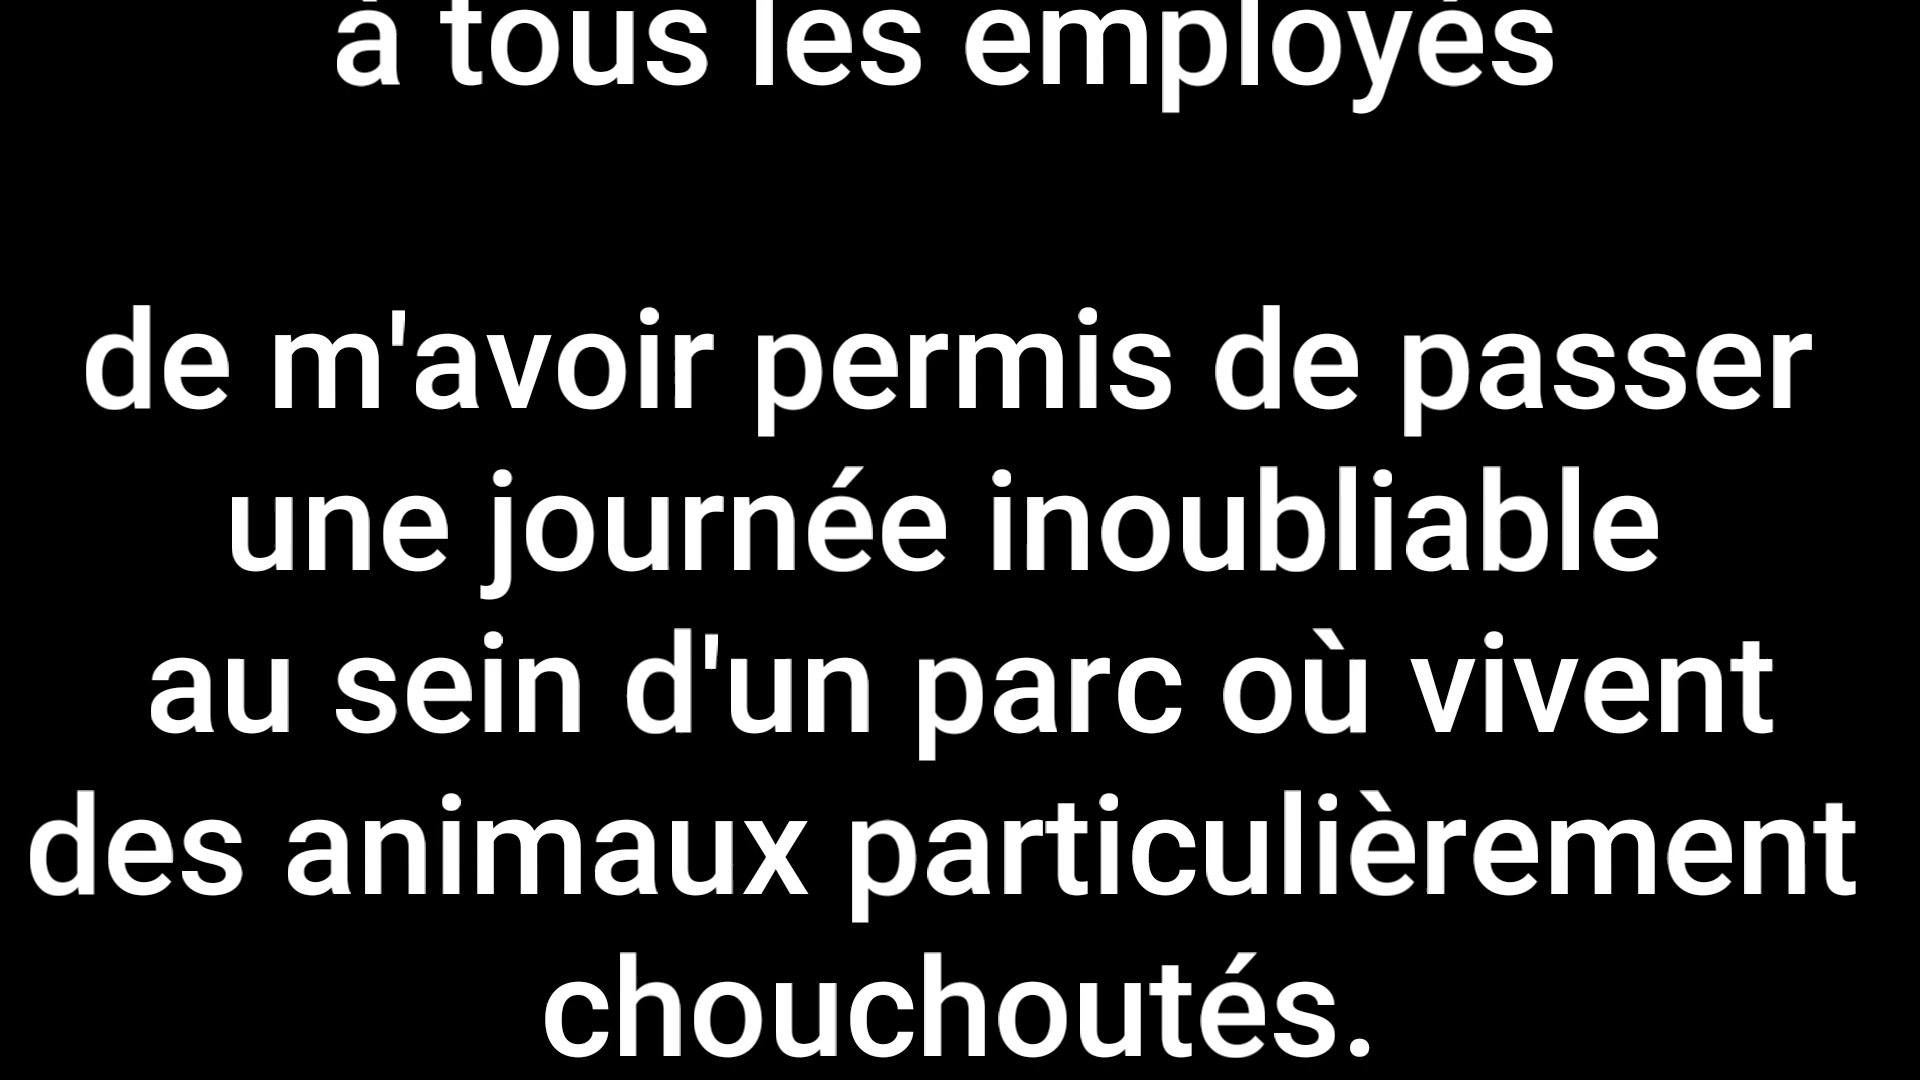 à tous les employés
de m'avoir permis de passer
une journée inoubliable
au sein d'un parc où vivent
des animaux particulièrement
chouchoutés.